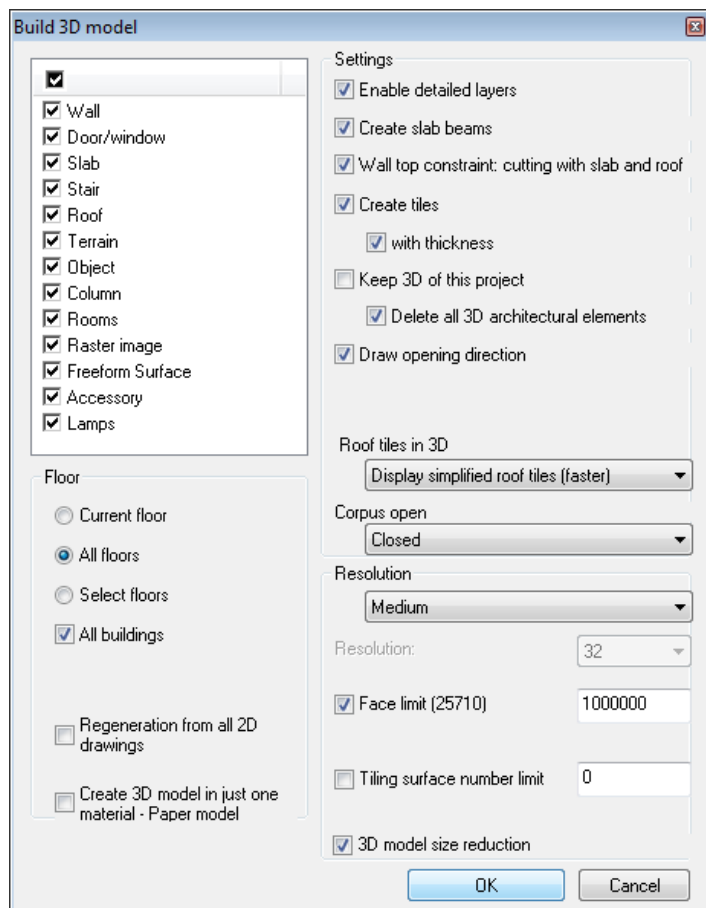 Build 3D model
Wall
Door/window
Slab
Stair
Roof
Terrain
Object
Column
Rooms
Raster image
Freeform Surface
Accessory
Lamps
Floor
Current floor
All floors
Select floors
All buildings
Regeneration from all 2D
drawings
Create 3D model in just one
material - Paper model
Settings
Enable detailed layers
Create slab beams
Wall top constraint: cutting with slab and roof
Create tiles
with thickness
Keep 3D of this project
Delete all 3D architectural elements
Draw opening direction
Roof tiles in 3D
Display simplified roof tiles (faster)
Corpus open
Closed
Resolution
Medium
Resolution: 32
Face limit (25710) 1000000
Tiling surface number limit 0
3D model size reduction
OK Cancel